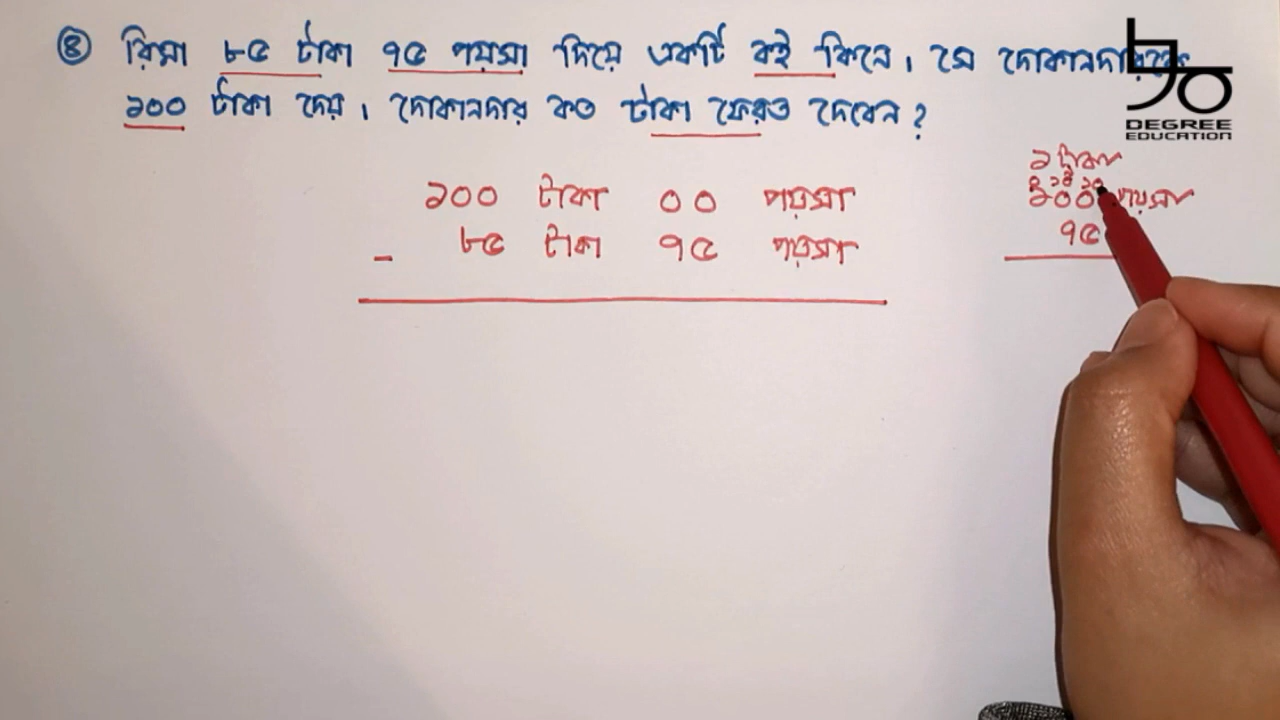 ৪ রিমা ৮৫ টাকা ৭৫ পয়সা দিয়ে একটি বই কিনে। সে দোকানদারকে
১০০ টাকা দেয়। দোকানদার কত টাকা ফেরত দেবেন?
DEGREE
EDUCATION
১ টাকা
১০০ টাকা ০০ পয়সা
১০০ পয়সা
- ৮৫ টাকা ৭৫ পয়সা
৭৫